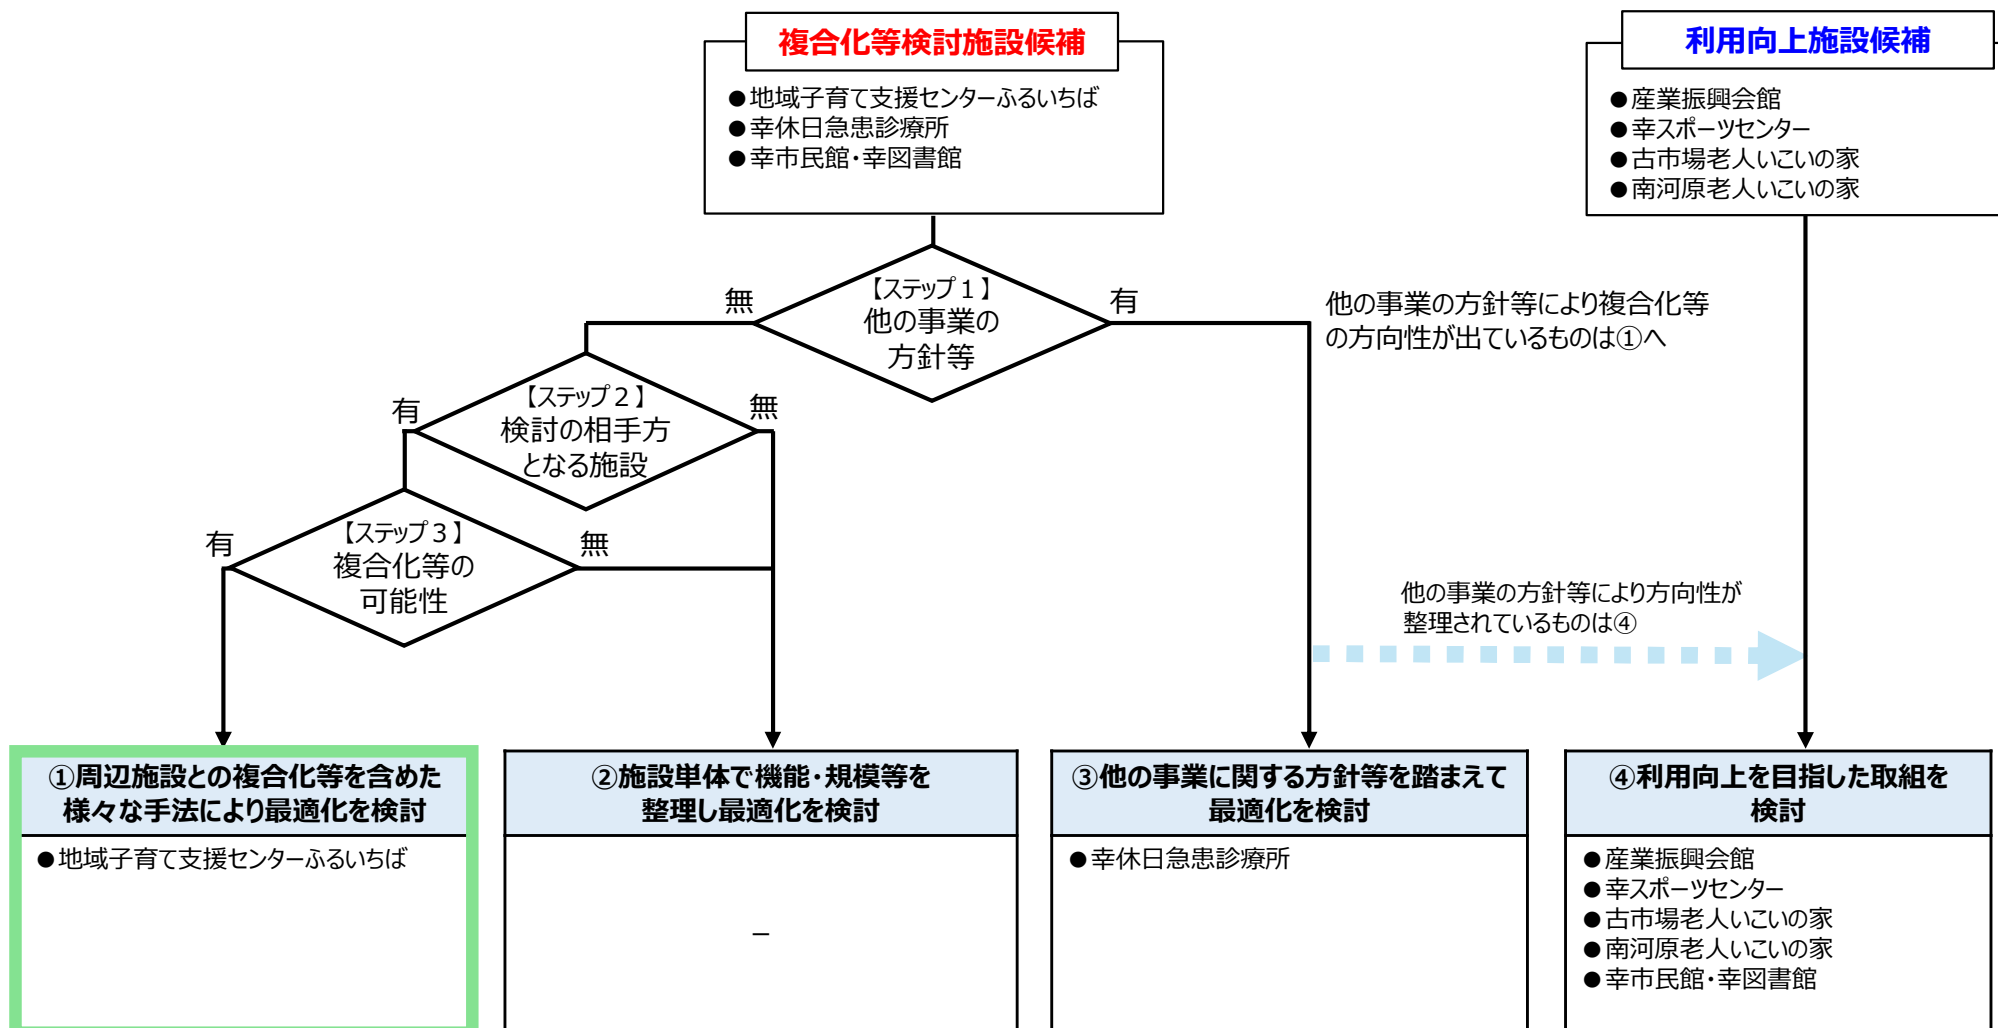 複合化等検討施設候補
●地域子育て支援センターふるいちば
●幸休日急患診療所
●幸市民館・幸図書館
利用向上施設候補
●産業振興会館
●幸スポーツセンター
●古市場老人いこいの家
●南河原老人いこいの家
【ステップ１】
他の事業の
方針等
無
有
他の事業の方針等により複合化等
の方向性が出ているものは①へ
【ステップ２】
検討の相手方
となる施設
有
無
【ステップ３】
複合化等の
可能性
有
無
他の事業の方針等により方向性が
整理されているものは④
①周辺施設との複合化等を含めた
様々な手法により最適化を検討
●地域子育て支援センターふるいちば
②施設単体で機能・規模等を
整理し最適化を検討
－
③他の事業に関する方針等を踏まえて
最適化を検討
●幸休日急患診療所
④利用向上を目指した取組を
検討
●産業振興会館
●幸スポーツセンター
●古市場老人いこいの家
●南河原老人いこいの家
●幸市民館・幸図書館